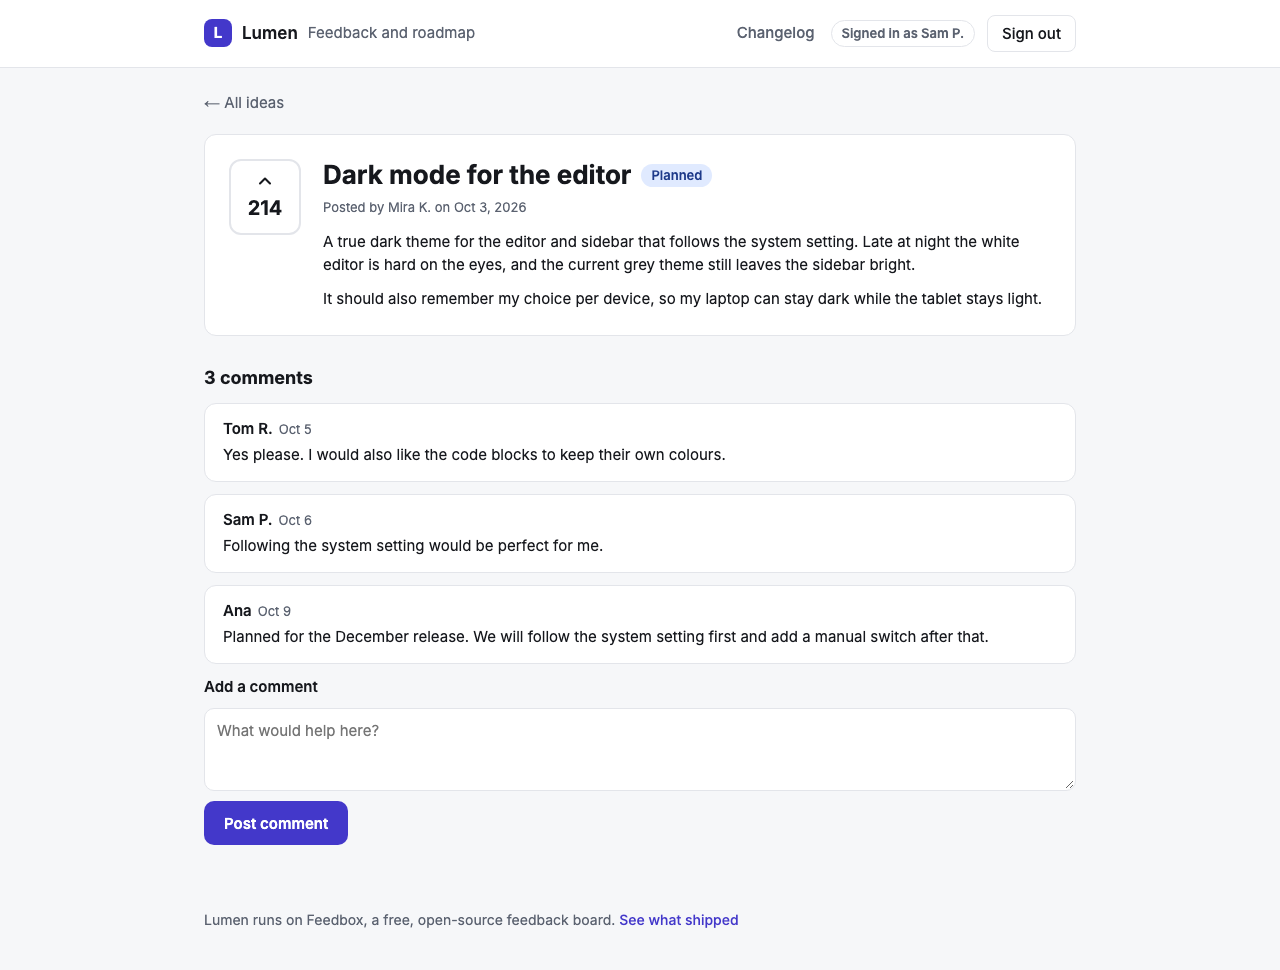 L Lumen Feedback and roadmap Changelog Signed in as Sam P. Sign out
← All ideas
214
Dark mode for the editor Planned
Posted by Mira K. on Oct 3, 2026
A true dark theme for the editor and sidebar that follows the system setting. Late at night the white
editor is hard on the eyes, and the current grey theme still leaves the sidebar bright.
It should also remember my choice per device, so my laptop can stay dark while the tablet stays light.
3 comments
Tom R. Oct 5
Yes please. I would also like the code blocks to keep their own colours.
Sam P. Oct 6
Following the system setting would be perfect for me.
Ana Oct 9
Planned for the December release. We will follow the system setting first and add a manual switch after that.
Add a comment
What would help here?
Post comment
Lumen runs on Feedbox, a free, open-source feedback board. See what shipped